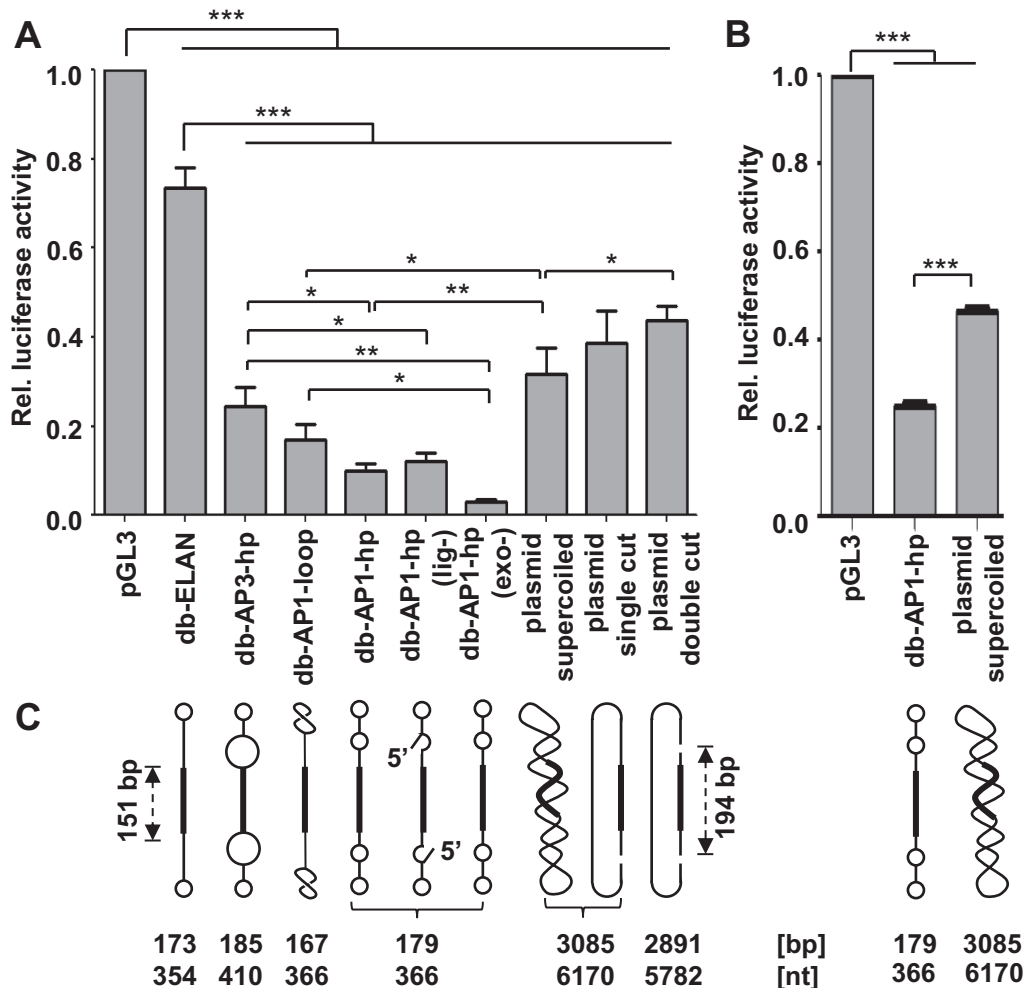 A
***
1.0
0.8
0.6
0.4
0.2
0.0
Rel. luciferase activity
***
*
*
**
*
**
*
*
pGL3
db-ELAN
db-AP3-hp
db-AP1-loop
db-AP1-hp
db-AP1-hp
(lig-)
db-AP1-hp
(exo-)
plasmid
supercoiled
plasmid
single cut
plasmid
double cut
B
***
1.0
0.8
0.6
0.4
0.2
0.0
Rel. luciferase activity
***
pGL3
db-AP1-hp
plasmid
supercoiled
C
151 bp
5’
5’
194 bp
173 185 167 179 3085 2891 [bp] 179 3085
354 410 366 366 6170 5782 [nt] 366 6170